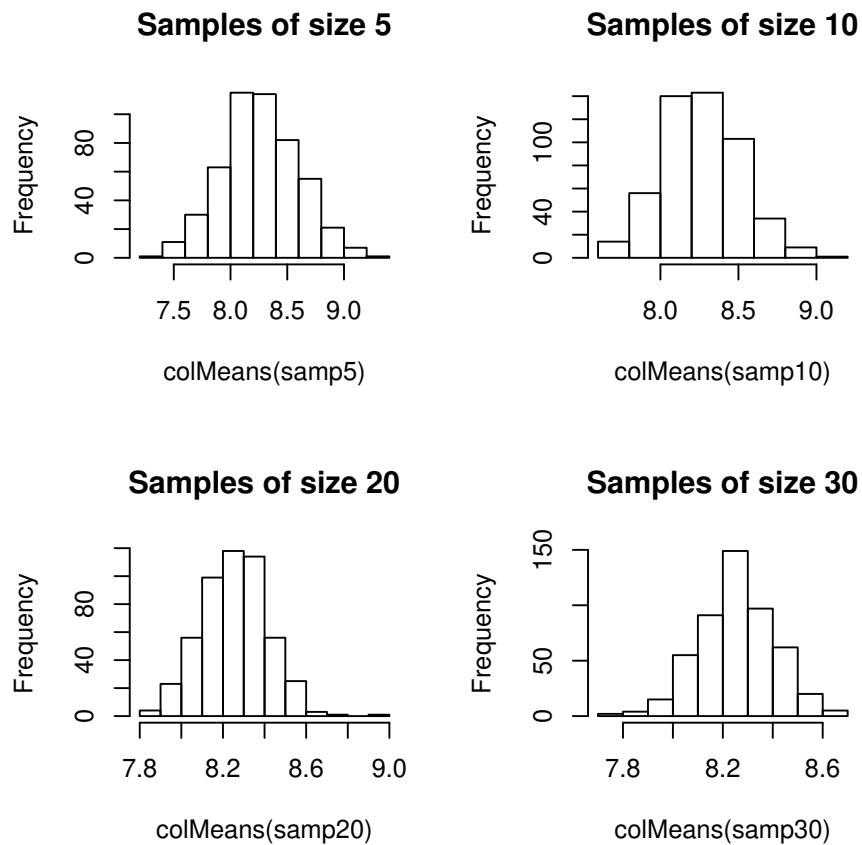 Samples of size 5
Frequency
0 40 80
7.5 8.0 8.5 9.0
colMeans(samp5)
Samples of size 10
Frequency
0 40 100
8.0 8.5 9.0
colMeans(samp10)
Samples of size 20
Frequency
0 40 80
7.8 8.2 8.6 9.0
colMeans(samp20)
Samples of size 30
Frequency
0 50 150
7.8 8.2 8.6
colMeans(samp30)